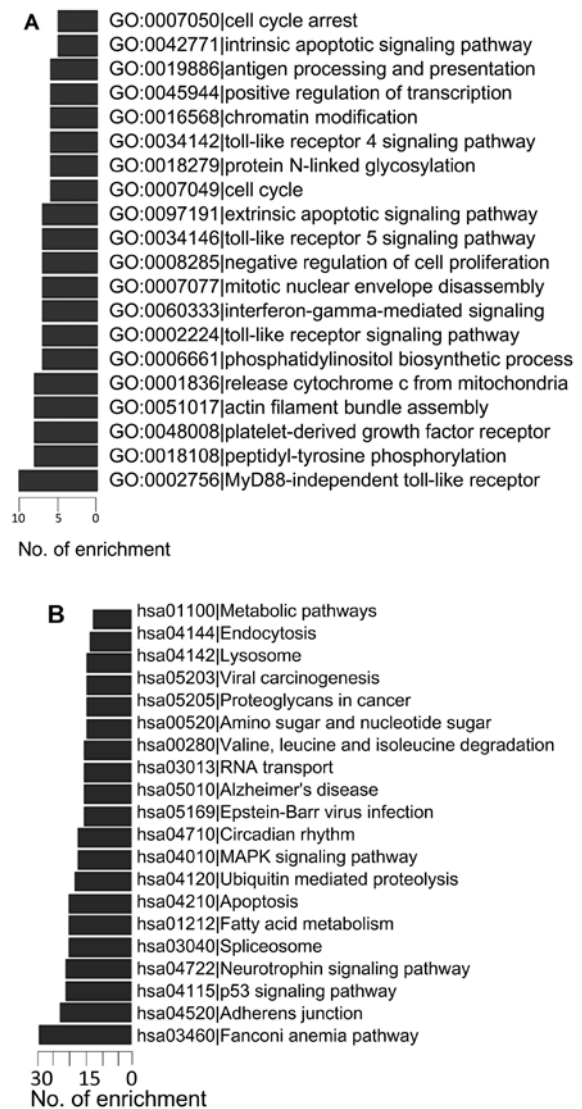 A
GO:0007050|cell cycle arrest
GO:0042771|intrinsic apoptotic signaling pathway
GO:0019886|antigen processing and presentation
GO:0045944|positive regulation of transcription
GO:0016568|chromatin modification
GO:0034142|toll-like receptor 4 signaling pathway
GO:0018279|protein N-linked glycosylation
GO:0007049|cell cycle
GO:0097191|extrinsic apoptotic signaling pathway
GO:0034146|toll-like receptor 5 signaling pathway
GO:0008285|negative regulation of cell proliferation
GO:0007077|mitotic nuclear envelope disassembly
GO:0060333|interferon-gamma-mediated signaling
GO:0002224|toll-like receptor signaling pathway
GO:0006661|phosphatidylinositol biosynthetic process
GO:0001836|release cytochrome c from mitochondria
GO:0051017|actin filament bundle assembly
GO:0048008|platelet-derived growth factor receptor
GO:0018108|peptidyl-tyrosine phosphorylation
GO:0002756|MyD88-independent toll-like receptor
10 5 0
No. of enrichment
B
hsa01100|Metabolic pathways
hsa04144|Endocytosis
hsa04142|Lysosome
hsa05203|Viral carcinogenesis
hsa05205|Proteoglycans in cancer
hsa00520|Amino sugar and nucleotide sugar
hsa00280|Valine, leucine and isoleucine degradation
hsa03013|RNA transport
hsa05010|Alzheimer's disease
hsa05169|Epstein-Barr virus infection
hsa04710|Circadian rhythm
hsa04010|MAPK signaling pathway
hsa04120|Ubiquitin mediated proteolysis
hsa04210|Apoptosis
hsa01212|Fatty acid metabolism
hsa03040|Spliceosome
hsa04722|Neurotrophin signaling pathway
hsa04115|p53 signaling pathway
hsa04520|Adherens junction
hsa03460|Fanconi anemia pathway
30 15 0
No. of enrichment